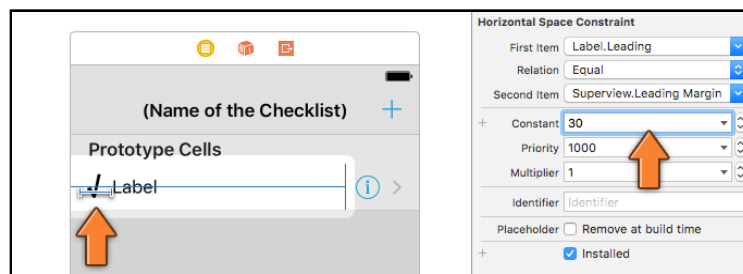 (Name of the Checklist)
Prototype Cells
√ Label
Horizontal Space Constraint
First Item Label.Leading
Relation Equal
Second Item Superview.Leading Margin
Constant 30
Priority 1000
Multiplier 1
Identifier Identifier
Placeholder Remove at build time
Installed